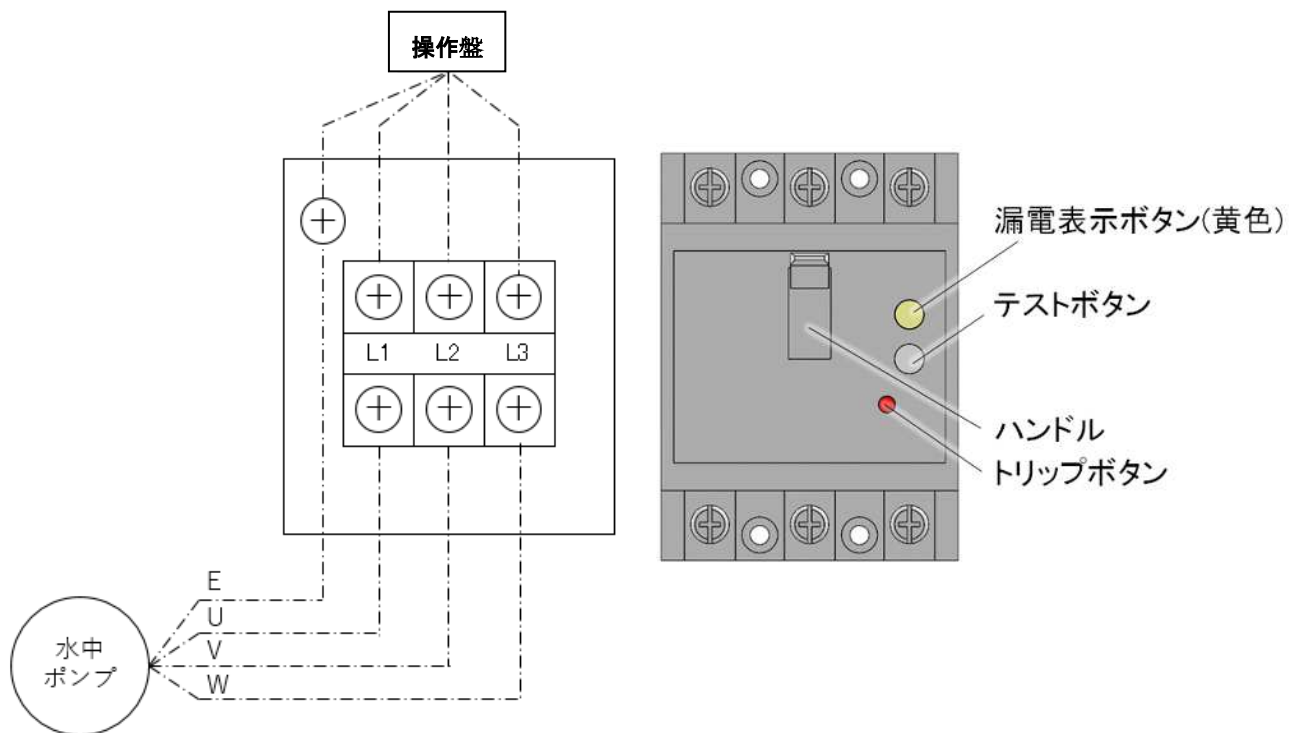 操作盤
L1 L2 L3
E
U
V
W
水中
ポンプ
漏電表示ボタン(黄色)
テストボタン
ハンドル
トリップボタン